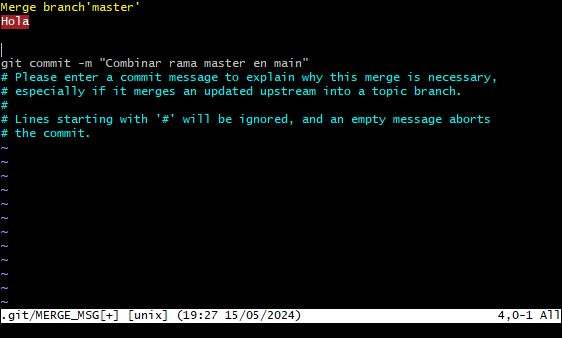 Merge branch'master'
Hola
git commit -m "Combinar rama master en main"
# Please enter a commit message to explain why this merge is necessary,
# especially if it merges an updated upstream into a topic branch.
#
# Lines starting with '#' will be ignored, and an empty message aborts
# the commit.
~
~
~
~
~
~
~
~
~
~
~
~
.git/MERGE_MSG[+] [unix] (19:27 15/05/2024) 4,0-1 All